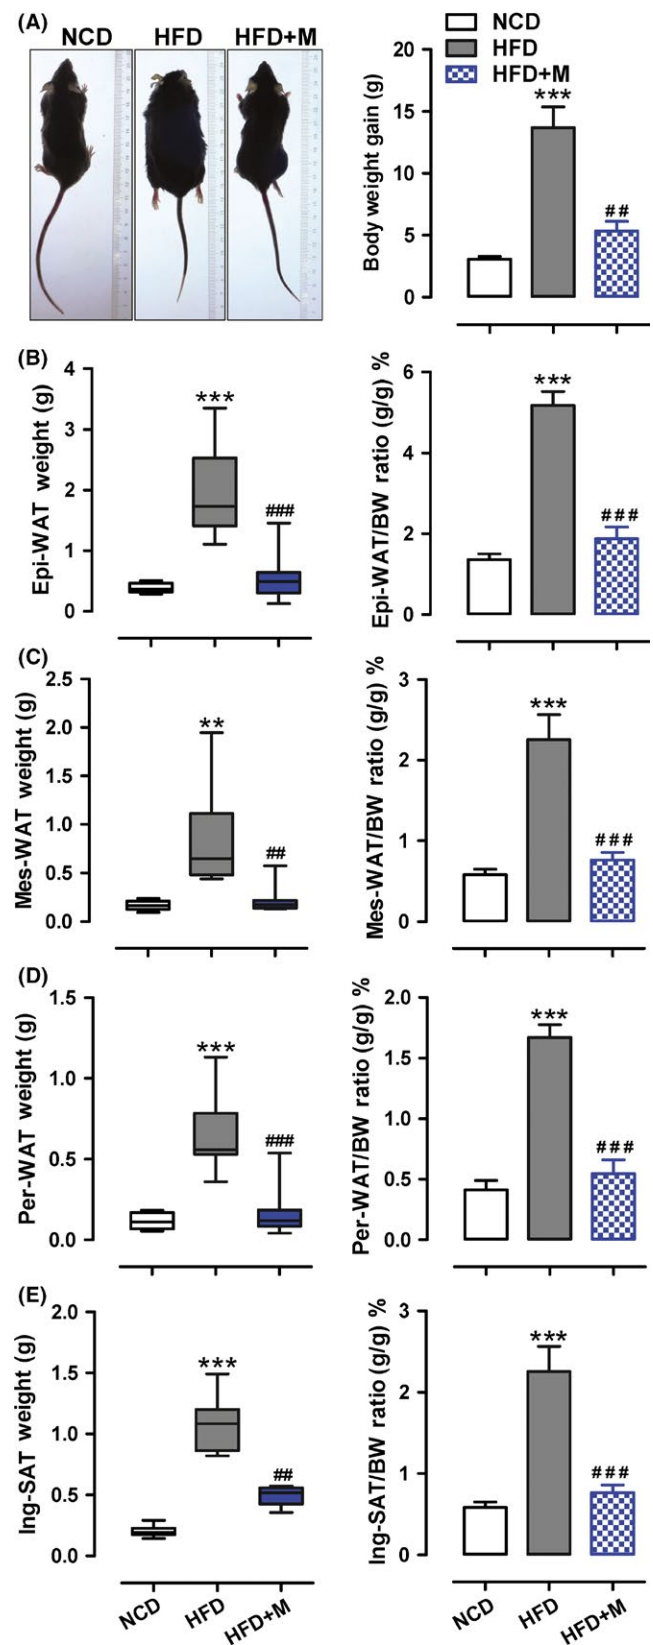 (A)
NCD HFD HFD+M
NCD
HFD
HFD+M
Body weight gain (g)
20
15
10
5
0
***
##
(B)
Epi-WAT weight (g)
4
3
2
1
0
***
###
Epi-WAT/BW ratio (g/g) %
6
4
2
0
***
###
(C)
Mes-WAT weight (g)
2.5
2.0
1.5
1.0
0.5
0.0
**
##
Mes-WAT/BW ratio (g/g) %
3
2
1
0
***
###
(D)
Per-WAT weight (g)
1.5
1.0
0.5
0.0
***
###
Per-WAT/BW ratio (g/g) %
2.0
1.5
1.0
0.5
0.0
***
###
(E)
Ing-SAT weight (g)
2.0
1.5
1.0
0.5
0.0
***
##
NCD
HFD
HFD+M
Ing-SAT/BW ratio (g/g) %
3
2
1
0
***
###
NCD
HFD
HFD+M